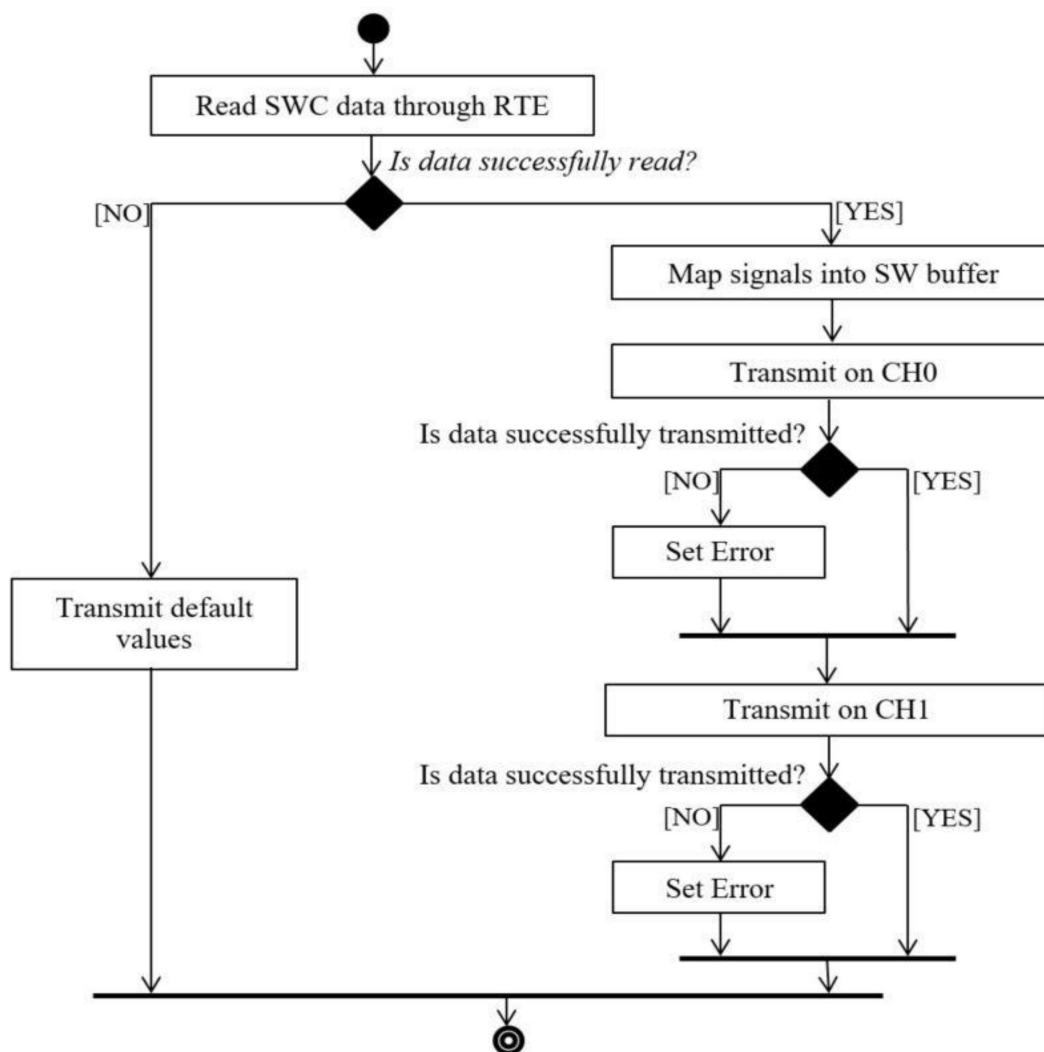 Read SWC data through RTE
Is data successfully read?
[NO]
[YES]
Map signals into SW buffer
Transmit on CH0
Is data successfully transmitted?
[NO]
[YES]
Set Error
Transmit default
values
Transmit on CH1
Is data successfully transmitted?
[NO]
[YES]
Set Error